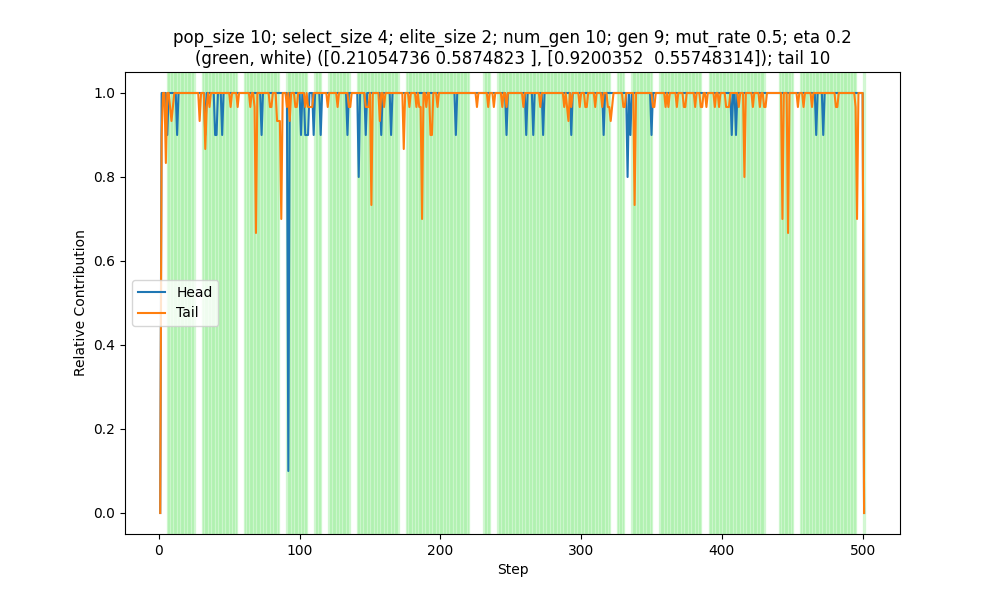 pop_size 10; select_size 4; elite_size 2; num_gen 10; gen 9; mut_rate 0.5; eta 0.2
(green, white) ([0.21054736 0.5874823 ], [0.9200352  0.55748314]); tail 10
1.0
0.8
0.6
0.4
0.2
0.0
Relative Contribution
Head
Tail
0
100
200
300
400
500
Step